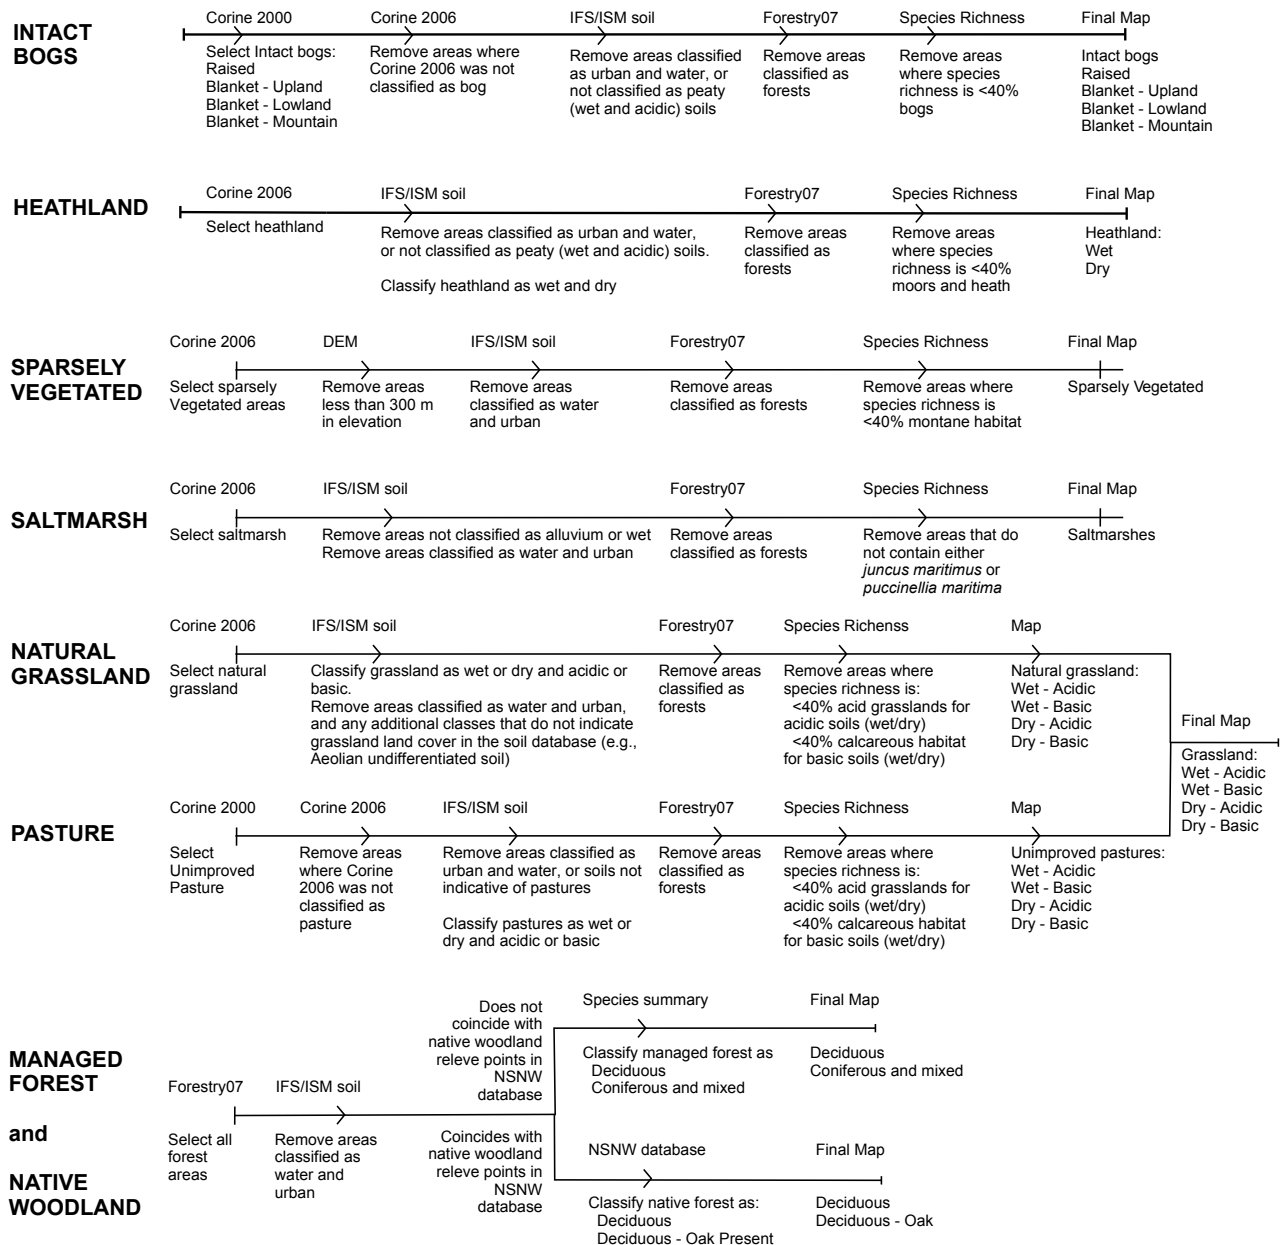 INTACT
BOGS
Corine 2000
Select Intact bogs:
Raised
Blanket - Upland
Blanket - Lowland
Blanket - Mountain
Corine 2006
Remove areas where
Corine 2006 was not
classified as bog
IFS/ISM soil
Remove areas classified
as urban and water, or
not classified as peaty
(wet and acidic) soils
Forestry07
Remove areas
classified as
forests
Species Richness
Remove areas
where species
richness is <40%
bogs
Final Map
Intact bogs
Raised
Blanket - Upland
Blanket - Lowland
Blanket - Mountain
HEATHLAND
Corine 2006
Select heathland
IFS/ISM soil
Remove areas classified as urban and water,
or not classified as peaty (wet and acidic) soils.
Classify heathland as wet and dry
Forestry07
Remove areas
classified as
forests
Species Richness
Remove areas
where species
richness is <40%
moors and heath
Final Map
Heathland:
Wet
Dry
SPARSELY
VEGETATED
Corine 2006
Select sparsely
Vegetated areas
DEM
Remove areas
less than 300 m
in elevation
IFS/ISM soil
Remove areas
classified as water
and urban
Forestry07
Remove areas
classified as forests
Species Richness
Remove areas where
species richness is
<40% montane habitat
Final Map
Sparsely Vegetated
SALTMARSH
Corine 2006
Select saltmarsh
IFS/ISM soil
Remove areas not classified as alluvium or wet
Remove areas classified as water and urban
Forestry07
Remove areas
classified as forests
Species Richness
Remove areas that do
not contain either
juncus maritimus or
puccinellia maritima
Final Map
Saltmarshes
NATURAL
GRASSLAND
Corine 2006
Select natural
grassland
IFS/ISM soil
Classify grassland as wet or dry and acidic or
basic.
Remove areas classified as water and urban,
and any additional classes that do not indicate
grassland land cover in the soil database (e.g.,
Aeolian undifferentiated soil)
Forestry07
Remove areas
classified as
forests
Species Richenss
Remove areas where
species richness is:
<40% acid grasslands for
acidic soils (wet/dry)
<40% calcareous habitat
for basic soils (wet/dry)
Map
Natural grassland:
Wet - Acidic
Wet - Basic
Dry - Acidic
Dry - Basic
Final Map
Grassland:
Wet - Acidic
Wet - Basic
Dry - Acidic
Dry - Basic
PASTURE
Corine 2000
Select
Unimproved
Pasture
Corine 2006
Remove areas
where Corine
2006 was not
classified as
pasture
IFS/ISM soil
Remove areas classified as
urban and water, or soils not
indicative of pastures
Classify pastures as wet or
dry and acidic or basic
Forestry07
Remove areas
classified as
forests
Species Richness
Remove areas where
species richness is:
<40% acid grasslands for
acidic soils (wet/dry)
<40% calcareous habitat
for basic soils (wet/dry)
Map
Unimproved pastures:
Wet - Acidic
Wet - Basic
Dry - Acidic
Dry - Basic
MANAGED
FOREST
and
NATIVE
WOODLAND
Forestry07
Select all
forest
areas
IFS/ISM soil
Remove areas
classified as
water and
urban
Does not
coincide with
native woodland
releve points in
NSNW
database
Species summary
Classify managed forest as
Deciduous
Coniferous and mixed
Final Map
Deciduous
Coniferous and mixed
Coincides with
native woodland
releve points in
NSNW
database
NSNW database
Classify native forest as:
Deciduous
Deciduous - Oak Present
Final Map
Deciduous
Deciduous - Oak